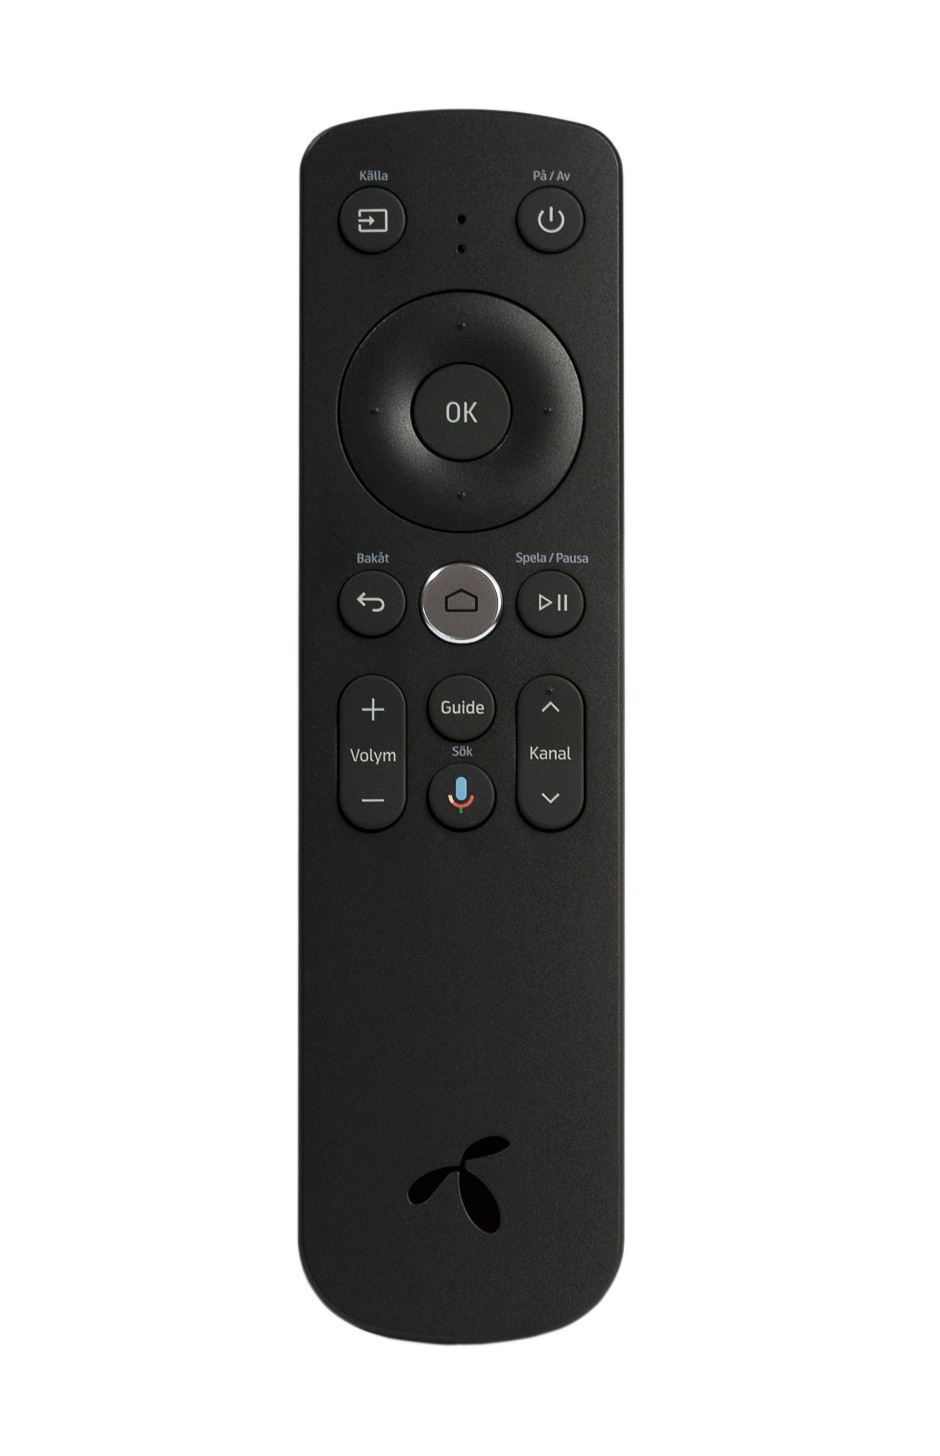 Källa
På / Av
OK
Bakåt
Spela / Pausa
Guide
Volym
Sök
Kanal